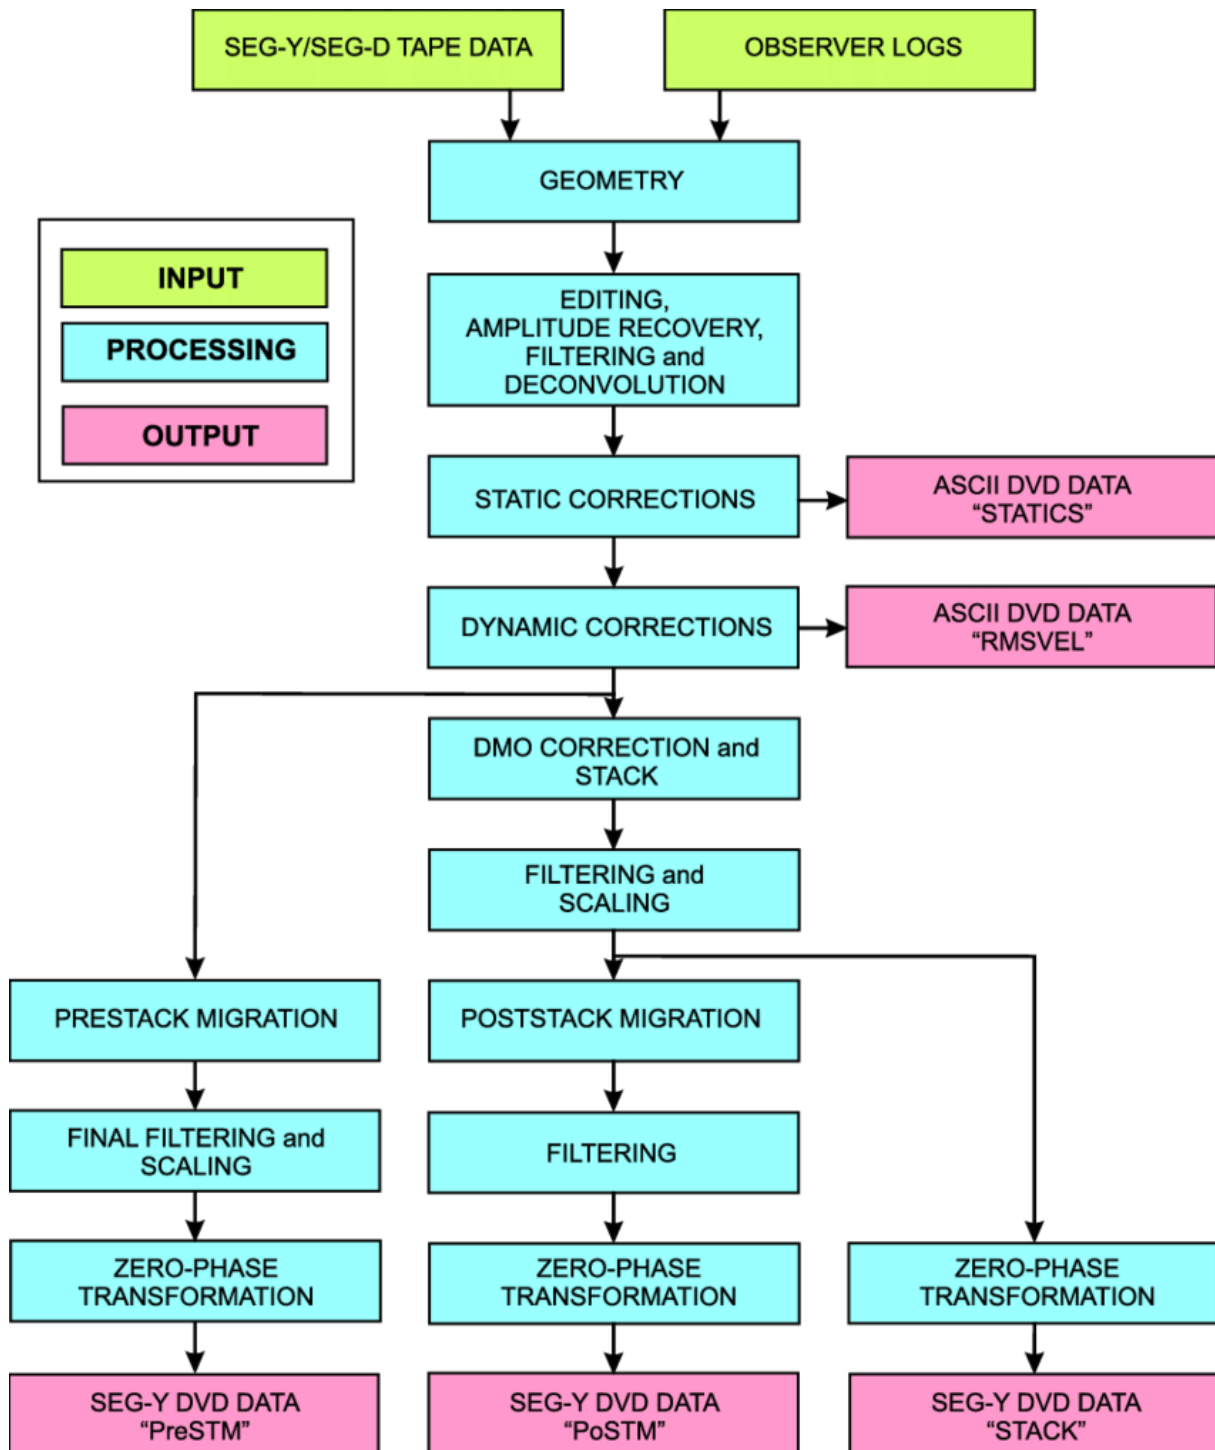 SEG-Y/SEG-D TAPE DATA
OBSERVER LOGS
GEOMETRY
INPUT
PROCESSING
OUTPUT
EDITING,
AMPLITUDE RECOVERY,
FILTERING and
DECONVOLUTION
STATIC CORRECTIONS
ASCII DVD DATA
“STATICS”
DYNAMIC CORRECTIONS
ASCII DVD DATA
“RMSVEL”
DMO CORRECTION and
STACK
FILTERING and
SCALING
PRESTACK MIGRATION
POSTSTACK MIGRATION
FINAL FILTERING and
SCALING
FILTERING
ZERO-PHASE
TRANSFORMATION
ZERO-PHASE
TRANSFORMATION
ZERO-PHASE
TRANSFORMATION
SEG-Y DVD DATA
“PreSTM”
SEG-Y DVD DATA
“PoSTM”
SEG-Y DVD DATA
“STACK”